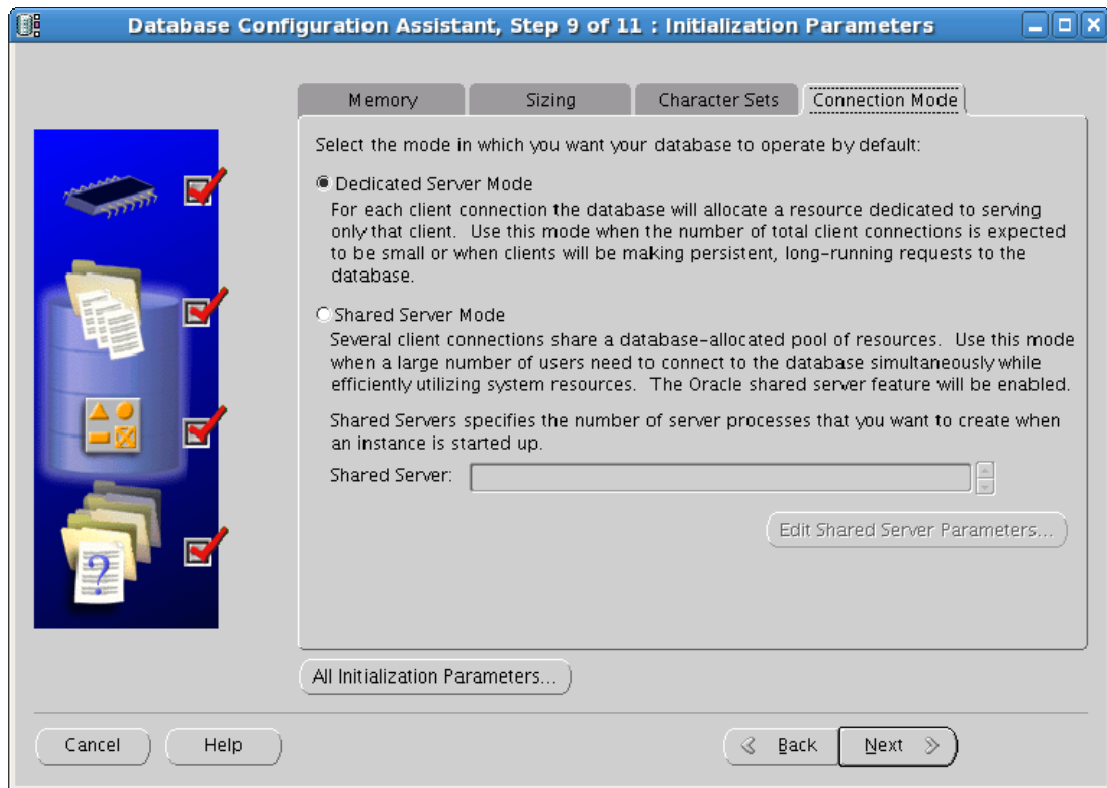 Database Configuration Assistant, Step 9 of 11 : Initialization Parameters
Memory
Sizing
Character Sets
Connection Mode
Select the mode in which you want your database to operate by default:
Dedicated Server Mode
For each client connection the database will allocate a resource dedicated to serving
only that client. Use this mode when the number of total client connections is expected
to be small or when clients will be making persistent, long-running requests to the
database.
Shared Server Mode
Several client connections share a database-allocated pool of resources. Use this mode
when a large number of users need to connect to the database simultaneously while
efficiently utilizing system resources. The Oracle shared server feature will be enabled.
Shared Servers specifies the number of server processes that you want to create when
an instance is started up.
Shared Server:
Edit Shared Server Parameters...
?
All Initialization Parameters...
Cancel
Help
Back
Next